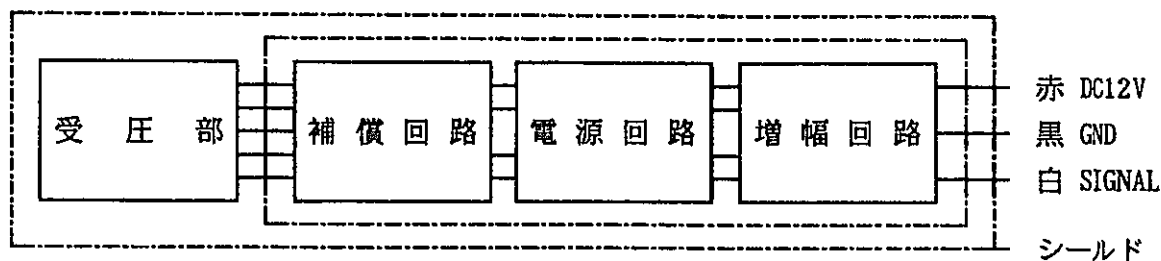 受圧部 補償回路 電源回路 増幅回路
赤 DC12V
黒 GND
白 SIGNAL
シールド